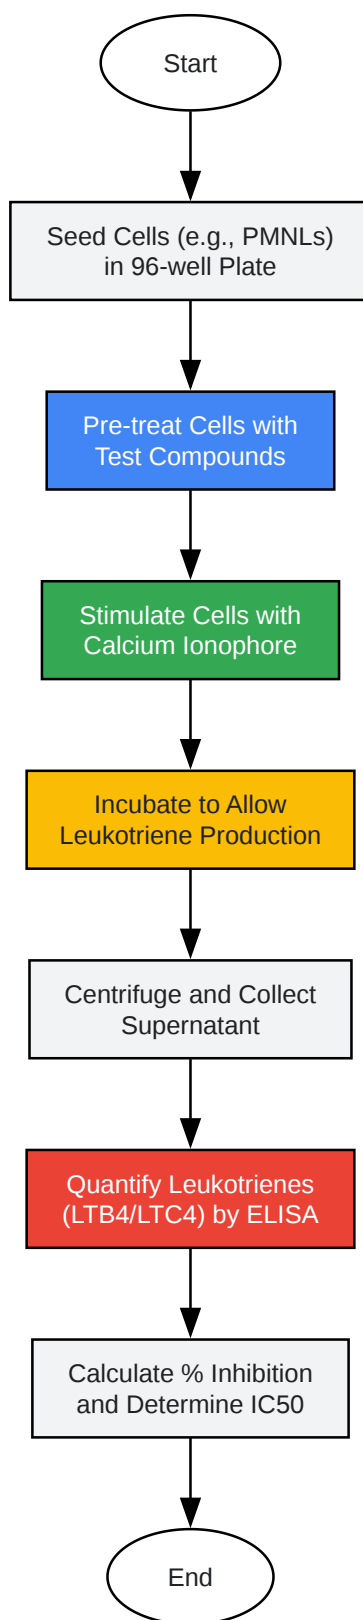 Start
Seed Cells (e.g., PMNLs)
in 96-well Plate
Pre-treat Cells with
Test Compounds
Stimulate Cells with
Calcium Ionophore
Incubate to Allow
Leukotriene Production
Centrifuge and Collect
Supernatant
Quantify Leukotrienes
(LTB4/LTC4) by ELISA
Calculate % Inhibition
and Determine IC50
End